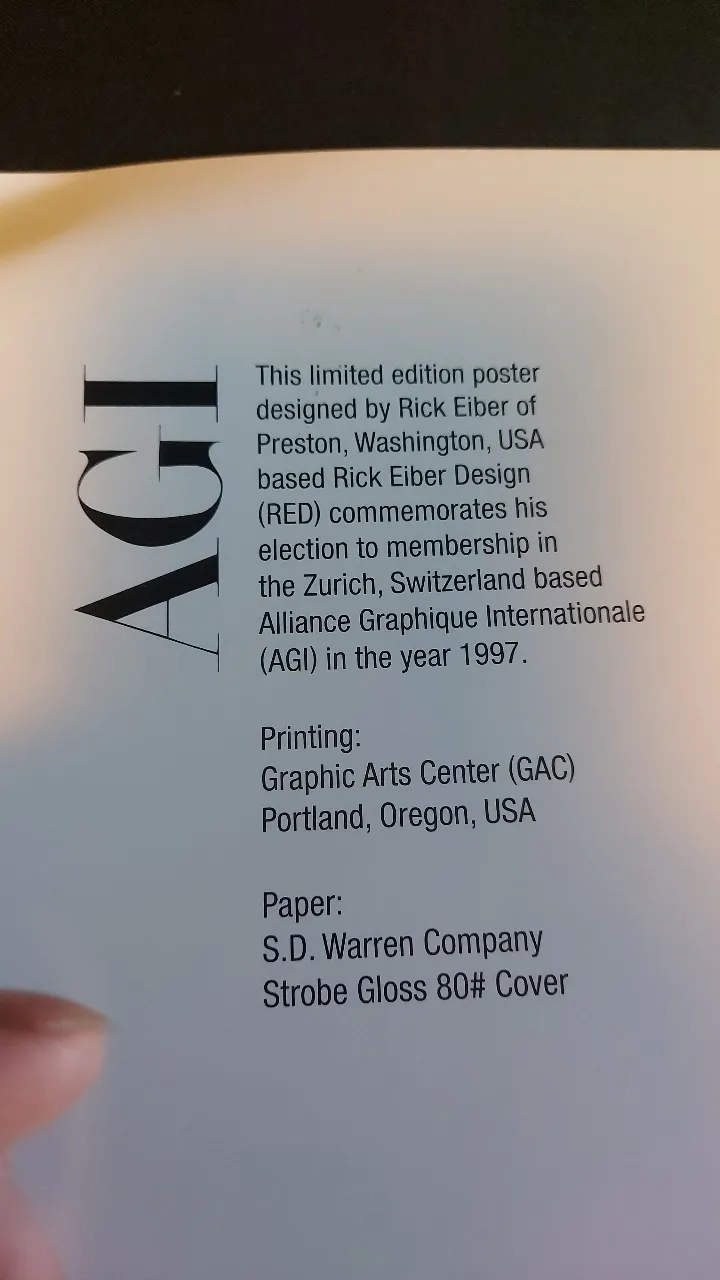 AGI
This limited edition poster
designed by Rick Eiber of
Preston, Washington, USA
based Rick Eiber Design
(RED) commemorates his
election to membership in
the Zurich, Switzerland based
Alliance Graphique Internationale
(AGI) in the year 1997.
Printing:
Graphic Arts Center (GAC)
Portland, Oregon, USA
Paper:
S.D. Warren Company
Strobe Gloss 80# Cover